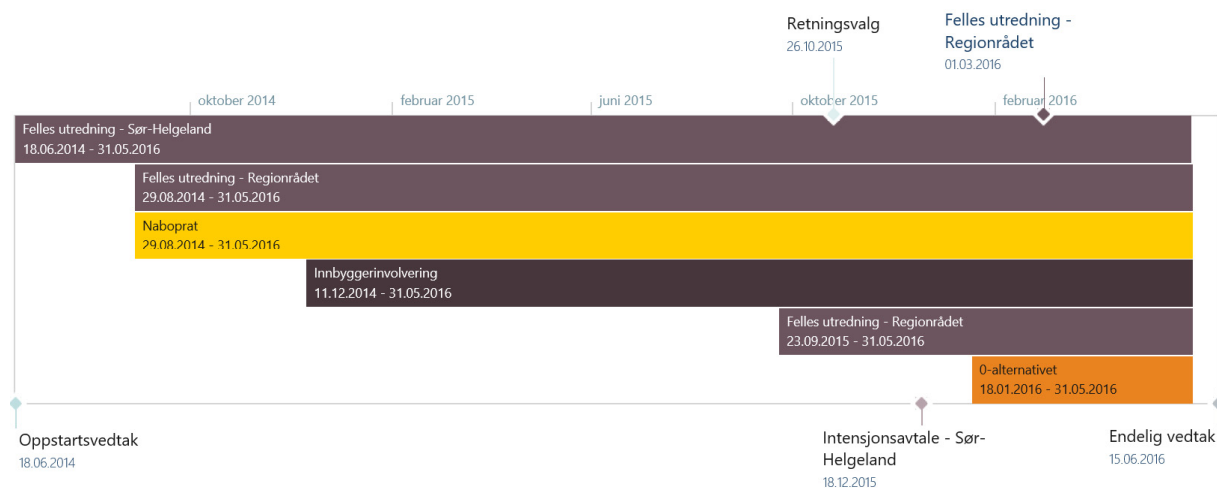 Retningsvalg
26.10.2015
Felles utredning -
Regionrådet
01.03.2016
oktober 2014
februar 2015
juni 2015
oktober 2015
februar 2016
Felles utredning - Sør-Helgeland
18.06.2014 - 31.05.2016
Felles utredning - Regionrådet
29.08.2014 - 31.05.2016
Naboprat
29.08.2014 - 31.05.2016
Innbyggerinvolvering
11.12.2014 - 31.05.2016
Felles utredning - Regionrådet
23.09.2015 - 31.05.2016
0-alternativet
18.01.2016 - 31.05.2016
Oppstartsvedtak
18.06.2014
Intensjonsavtale - Sør-
Helgeland
18.12.2015
Endelig vedtak
15.06.2016